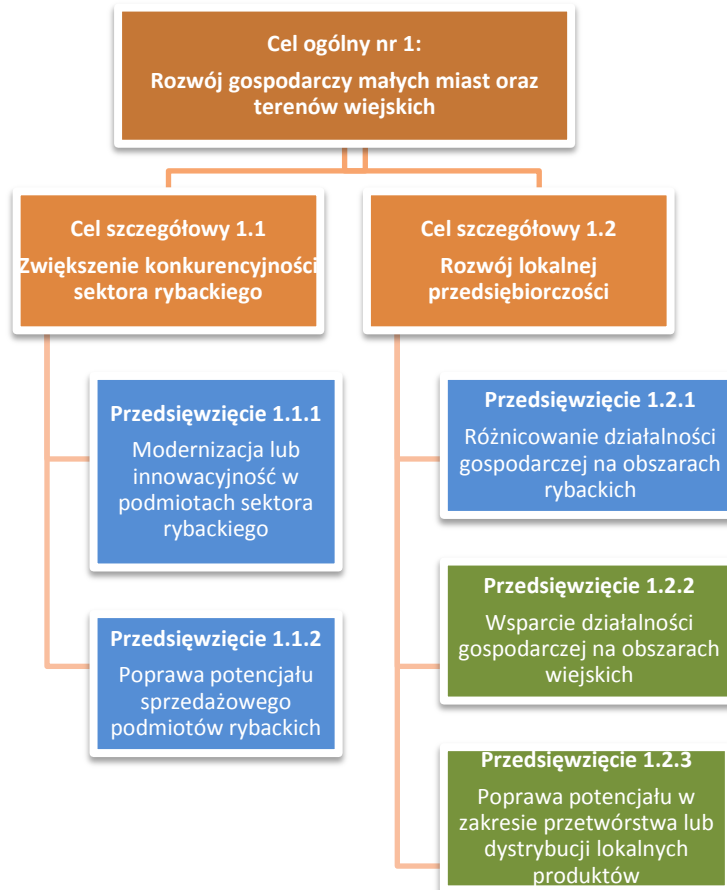 Cel ogólny nr 1:
Rozwój gospodarczy małych miast oraz
terenów wiejskich
Cel szczegółowy 1.1
Zwiększenie konkurencyjności
sektora rybackiego
Przedsięwzięcie 1.1.1
Modernizacja lub
innowacyjność w
podmiotach sektora
rybackiego
Przedsięwzięcie 1.1.2
Poprawa potencjału
sprzedażowego
podmiotów rybackich
Cel szczegółowy 1.2
Rozwój lokalnej
przedsiębiorczości
Przedsięwzięcie 1.2.1
Różnicowanie działalności
gospodarczej na obszarach
rybackich
Przedsięwzięcie 1.2.2
Wsparcie działalności
gospodarczej na obszarach
wiejskich
Przedsięwzięcie 1.2.3
Poprawa potencjału w
zakresie przetwórstwa lub
dystrybucji lokalnych
produktów